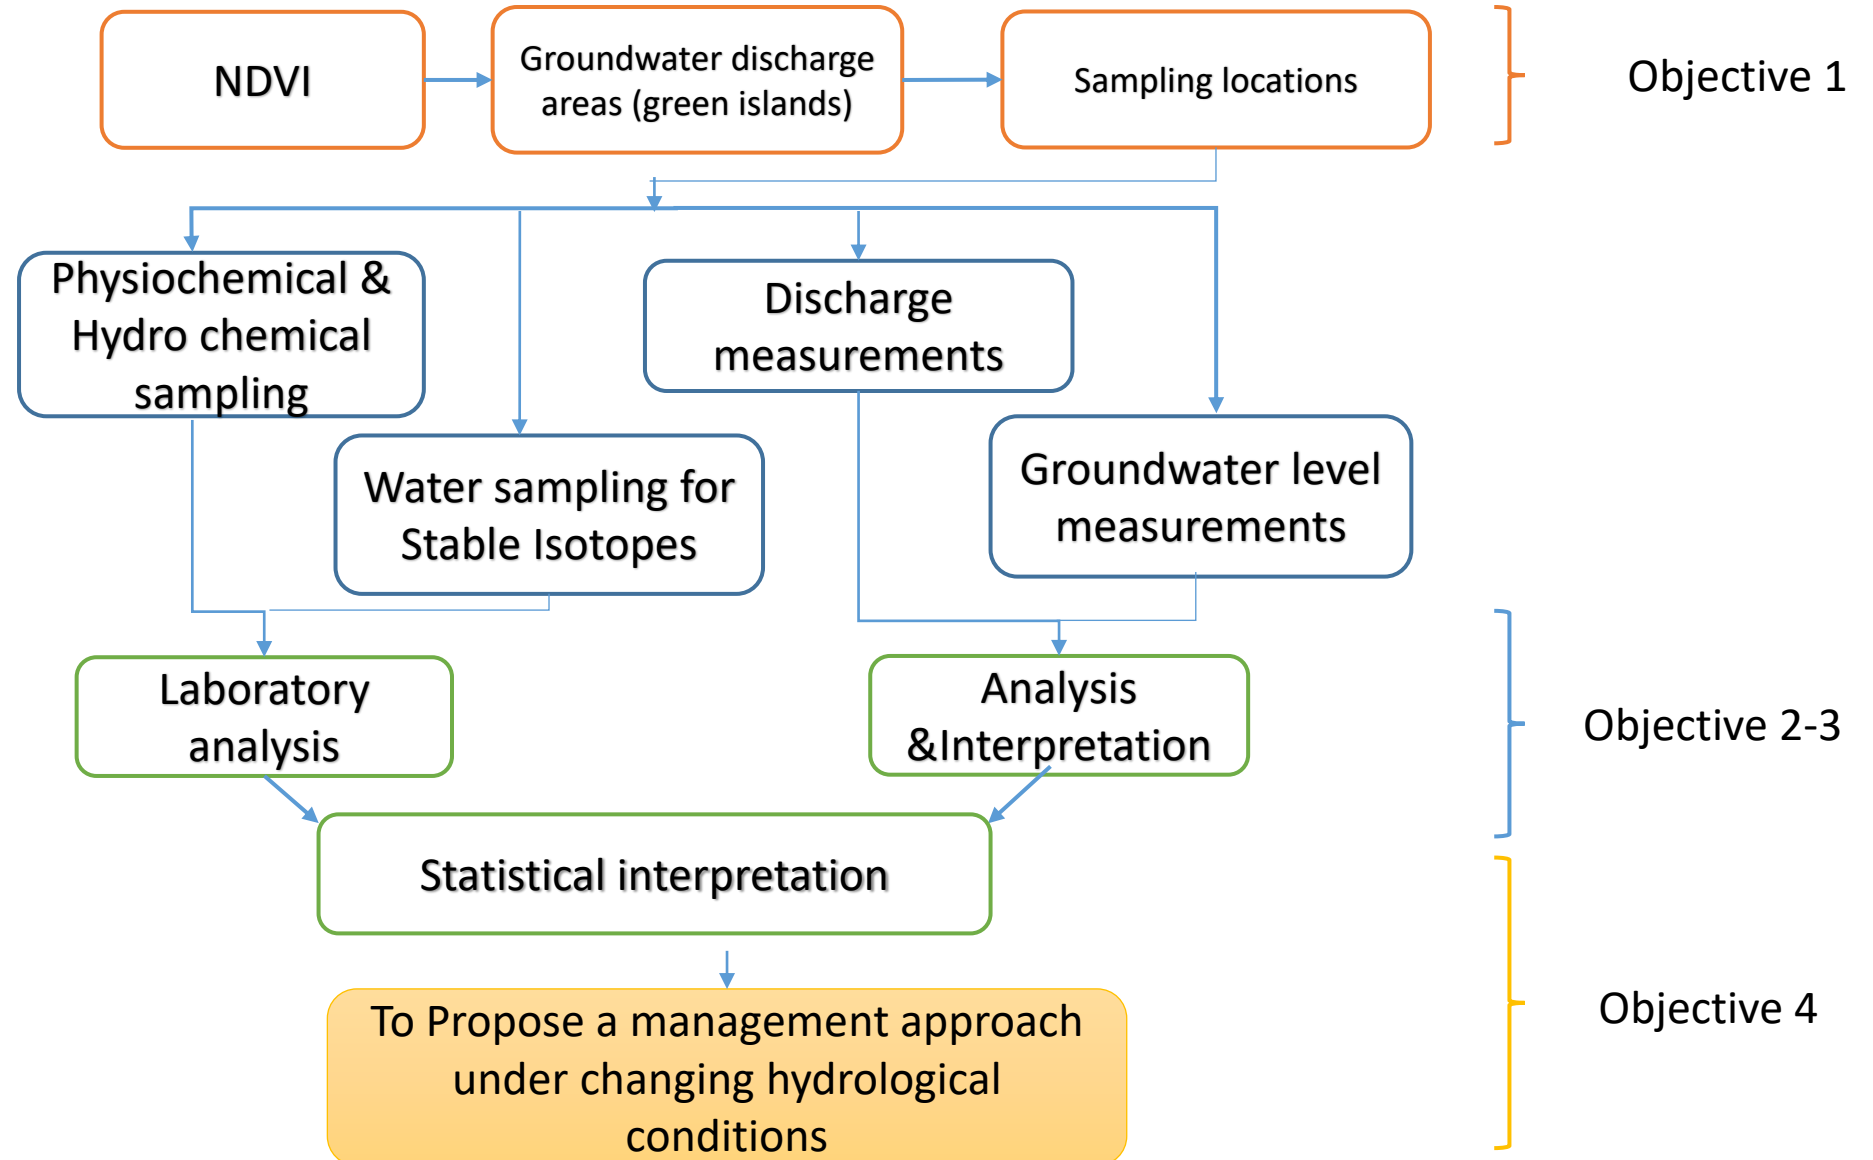 NDVI
Groundwater discharge
areas (green islands)
Sampling locations
Objective 1
Physiochemical &
Hydro chemical
sampling
Discharge
measurements
Water sampling for
Stable Isotopes
Groundwater level
measurements
Laboratory
analysis
Analysis
&Interpretation
Objective 2-3
Statistical interpretation
To Propose a management approach
under changing hydrological
conditions
Objective 4